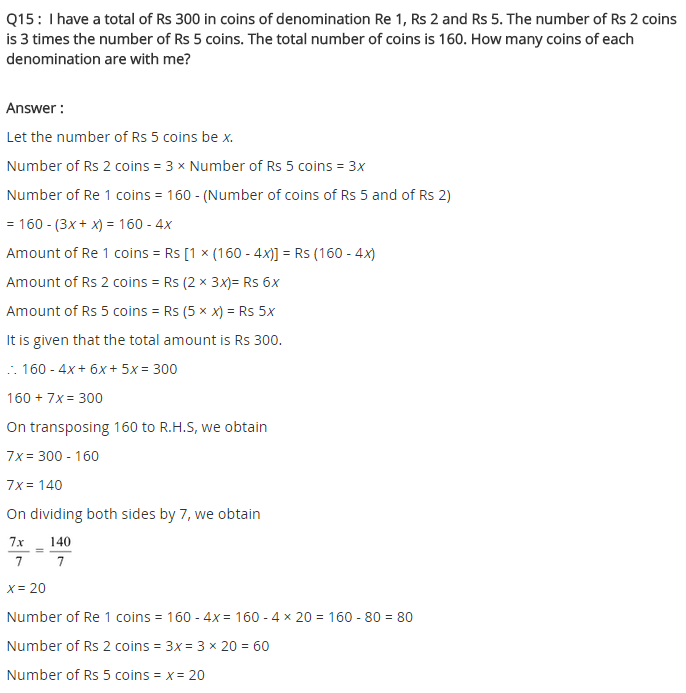 Q15 : I have a total of Rs 300 in coins of denomination Re 1, Rs 2 and Rs 5. The number of Rs 2 coins
is 3 times the number of Rs 5 coins. The total number of coins is 160. How many coins of each
denomination are with me?
Answer :
Let the number of Rs 5 coins be x.
Number of Rs 2 coins = 3 × Number of Rs 5 coins = 3x
Number of Re 1 coins = 160 - (Number of coins of Rs 5 and of Rs 2)
= 160 - (3x + x) = 160 - 4x
Amount of Re 1 coins = Rs [1 × (160 - 4x)] = Rs (160 - 4x)
Amount of Rs 2 coins = Rs (2 × 3x)= Rs 6x
Amount of Rs 5 coins = Rs (5 × x) = Rs 5x
It is given that the total amount is Rs 300.
∴ 160 - 4x + 6x + 5x = 300
160 + 7x = 300
On transposing 160 to R.H.S, we obtain
7x = 300 - 160
7x = 140
On dividing both sides by 7, we obtain
7x/7 = 140/7
x = 20
Number of Re 1 coins = 160 - 4x = 160 - 4 × 20 = 160 - 80 = 80
Number of Rs 2 coins = 3x = 3 × 20 = 60
Number of Rs 5 coins = x = 20